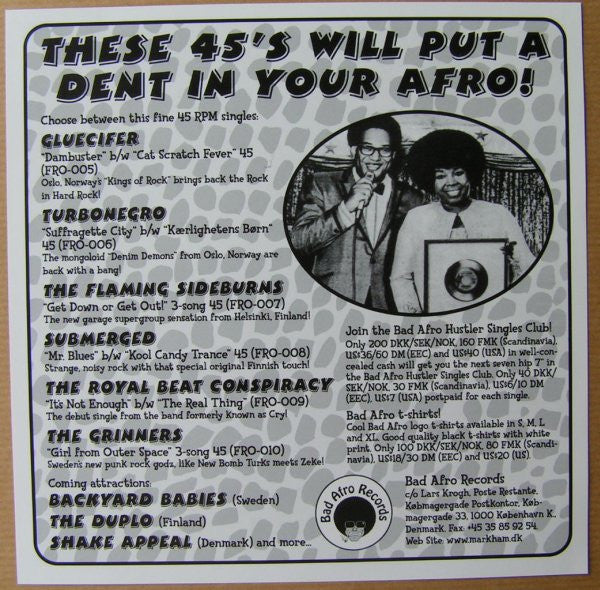 THESE 45'S WILL PUT A
DENT IN YOUR AFRO!
Choose between this fine 45 RPM singles:
GLUECIFER
"Dambuster" b/w "Cat Scratch Fever" 45
(FRO-005)
Oslo, Norway's "Kings of Rock" brings back the Rock
in Hard Rock!
TURBONEGRO
"Suffragette City" b/w "Kærlighetens Børn"
45 (FRO-006)
The mongoloid "Denim Demons" from Oslo, Norway are
back with a bang!
THE FLAMING SIDEBURNS
"Get Down or Get Out!" 3-song 45 (FRO-007)
The new garage supergroup sensation from Helsinki, Finland!
SUBMERGED
"Mr. Blues" b/w "Kool Candy Trance" 45 (FRO-008)
Strange, noisy rock with that special original Finnish touch!
THE ROYAL BEAT CONSPIRACY
"It's Not Enough" b/w "The Real Thing" (FRO-009)
The debut single from the band formerly Known as Cry!
THE GRINNERS
"Girl from Outer Space" 3-song 45 (FRO-010)
Sweden's new punk rock gods, like New Bomb Turks meets Zeke!
Coming attractions:
BACKYARD BABIES (Sweden)
THE DUPLO (Finland)
SHAKE APPEAL (Denmark) and more...
Join the Bad Afro Hustler Singles Club!
Only 200 DKK/SEK/NOK, 160 FMK (Scandinavia),
US$36/60 DM (EEC) and US$40 (USA) in well-con-
cealed cash will get you the next seven hip 7" in
the Bad Afro Hustler Singles Club. Only 40 DKK/
SEK/NOK, 30 FMK (Scandinavia), US$6/10 DM
(EEC), US$7 (USA) postpaid for each single.
Bad Afro t-shirts!
Cool Bad Afro logo t-shirts available in S, M, L
and XL. Good quality black t-shirts with white
print. Only 100 DKK/SEK/NOK, 80 FMK (Scandi-
navia), US$18/30 DM (EEC) and US$20 (US).
Bad Afro Records
Bad Afro Records
c/o Lars Krogh, Poste Restante,
Købmagergade PostKontor, Køb-
magergade 33, 1000 København K.,
Denmark. Fax: +45 35 85 92 54.
Web Site: www.markham.dk